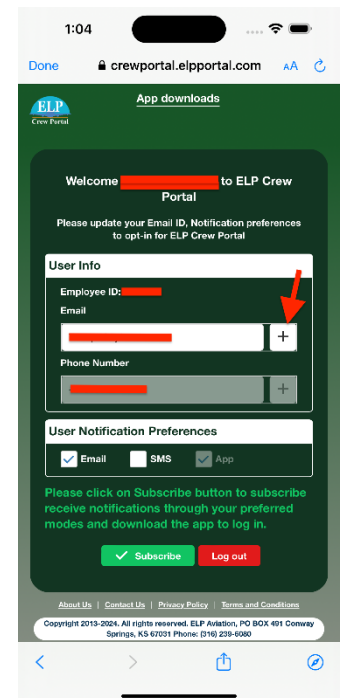 1:04
Done
crewportal.elpportal.com
AA
ELP
Crew Portal
App downloads
Welcome to ELP Crew
Portal
Please update your Email ID, Notification preferences
to opt-in for ELP Crew Portal
User Info
Employee ID:
Email
+
Phone Number
+
User Notification Preferences
Email SMS App
Please click on Subscribe button to subscribe
receive notifications through your preferred
modes and download the app to log in.
Subscribe Log out
About Us | Contact Us | Privacy Policy | Terms and Conditions
Copyright 2013-2024. All rights reserved. ELP Aviation, PO BOX 491 Conway
Springs, KS 67031 Phone: (316) 239-6080